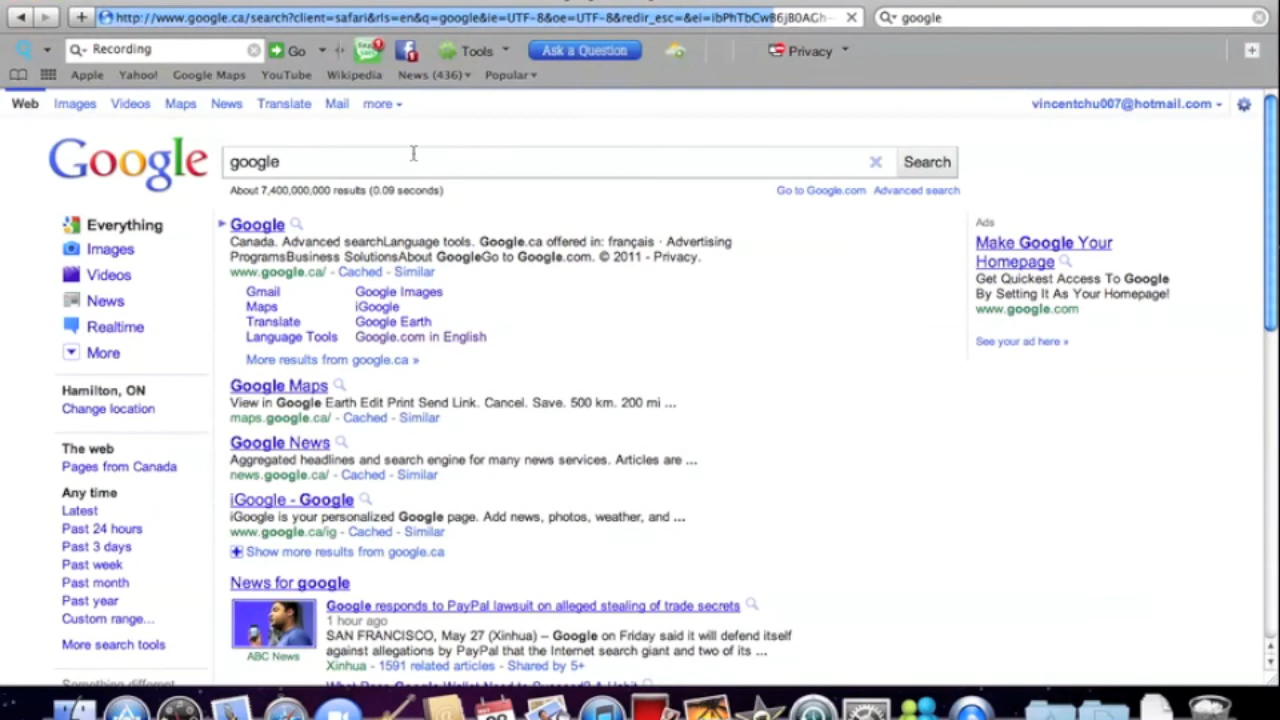 http://www.google.ca/search?client=safari&rls=en&q=google&ie=UTF-8&oe=UTF-8&redir_esc=&ei=ibPhTbCwB6jB0AGh
google
Recording
Go
Tools
Ask a Question
Privacy
Apple Yahoo! Google Maps YouTube Wikipedia News (436) Popular
Web Images Videos Maps News Translate Mail more
vincentchu007@hotmail.com
Google
google
Search
About 7,400,000,000 results (0.09 seconds)
Go to Google.com Advanced search
Everything
Images
Videos
News
Realtime
More
Hamilton, ON
Change location
The web
Pages from Canada
Any time
Latest
Past 24 hours
Past 3 days
Past week
Past month
Past year
Custom range...
More search tools
Something different
Google
Canada. Advanced searchLanguage tools. Google.ca offered in: français · Advertising
ProgramsBusiness SolutionsAbout GoogleGo to Google.com. © 2011 - Privacy.
www.google.ca/ - Cached - Similar
Gmail Google Images
Maps iGoogle
Translate Google Earth
Language Tools Google.com in English
More results from google.ca »
Google Maps
View in Google Earth Edit Print Send Link. Cancel. Save. 500 km. 200 mi ...
maps.google.ca/ - Cached - Similar
Google News
Aggregated headlines and search engine for many news services. Articles are ...
news.google.ca/ - Cached - Similar
iGoogle - Google
iGoogle is your personalized Google page. Add news, photos, weather, and ...
www.google.ca/ig - Cached - Similar
Show more results from google.ca
News for google
Google responds to PayPal lawsuit on alleged stealing of trade secrets
1 hour ago
SAN FRANCISCO, May 27 (Xinhua) – Google on Friday said it will defend itself
against allegations by PayPal that the Internet search giant and two of its ...
Xinhua - 1591 related articles - Shared by 5+
ABC News
Ads
Make Google Your
Homepage
Get Quickest Access To Google
By Setting It As Your Homepage!
www.google.com
See your ad here »